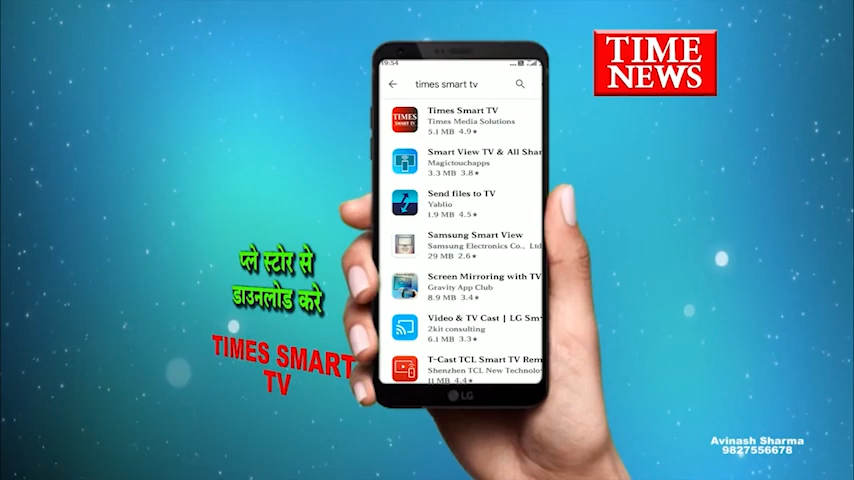 TIME
NEWS
19:54
times smart tv
Times Smart TV
Times Media Solutions
5.1 MB 4.9★
Smart View TV & All Shar
Magictouchapps
3.3 MB 3.8★
Send files to TV
Yablio
1.9 MB 4.5★
Samsung Smart View
Samsung Electronics Co., Ltd
29 MB 2.6★
Screen Mirroring with TV
Gravity App Club
8.9 MB 3.4★
Video & TV Cast | LG Sm
2kit consulting
6.1 MB 3.3★
T-Cast TCL Smart TV Rem
Shenzhen TCL New Technolo
11 MB 4.4★
TIMES
SMART TV
LG
प्ले स्टोर से
डाउनलोड करे
TIMES SMART
TV
Avinash Sharma
9827556678